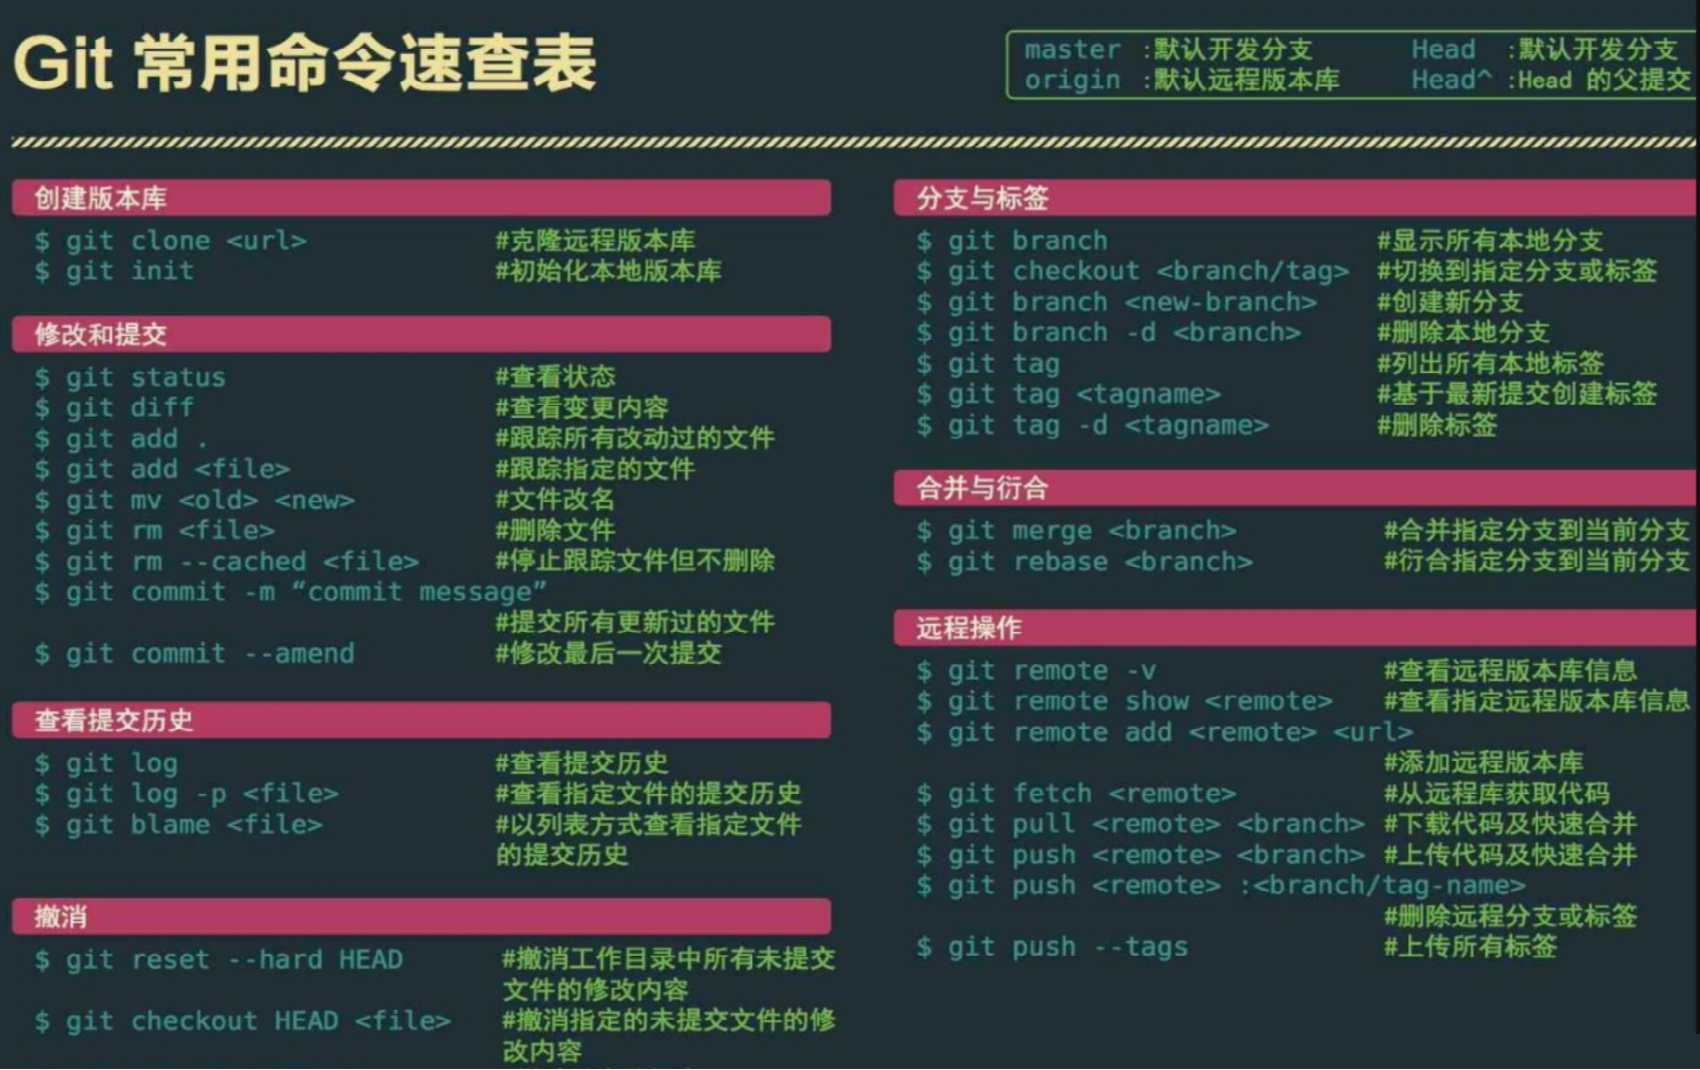 Git 常用命令速查表
master :默认开发分支 Head :默认开发分支
origin :默认远程版本库 Head^ :Head 的父提交
创建版本库
$ git clone <url> #克隆远程版本库
$ git init #初始化本地版本库
修改和提交
$ git status #查看状态
$ git diff #查看变更内容
$ git add . #跟踪所有改动过的文件
$ git add <file> #跟踪指定的文件
$ git mv <old> <new> #文件改名
$ git rm <file> #删除文件
$ git rm --cached <file> #停止跟踪文件但不删除
$ git commit -m “commit message”
#提交所有更新过的文件
$ git commit --amend #修改最后一次提交
查看提交历史
$ git log #查看提交历史
$ git log -p <file> #查看指定文件的提交历史
$ git blame <file> #以列表方式查看指定文件
的提交历史
撤消
$ git reset --hard HEAD #撤消工作目录中所有未提交
文件的修改内容
$ git checkout HEAD <file> #撤消指定的未提交文件的修
改内容
分支与标签
$ git branch #显示所有本地分支
$ git checkout <branch/tag> #切换到指定分支或标签
$ git branch <new-branch> #创建新分支
$ git branch -d <branch> #删除本地分支
$ git tag #列出所有本地标签
$ git tag <tagname> #基于最新提交创建标签
$ git tag -d <tagname> #删除标签
合并与衍合
$ git merge <branch> #合并指定分支到当前分支
$ git rebase <branch> #衍合指定分支到当前分支
远程操作
$ git remote -v #查看远程版本库信息
$ git remote show <remote> #查看指定远程版本库信息
$ git remote add <remote> <url>
#添加远程版本库
$ git fetch <remote> #从远程库获取代码
$ git pull <remote> <branch> #下载代码及快速合并
$ git push <remote> <branch> #上传代码及快速合并
$ git push <remote> :<branch/tag-name>
#删除远程分支或标签
$ git push --tags #上传所有标签